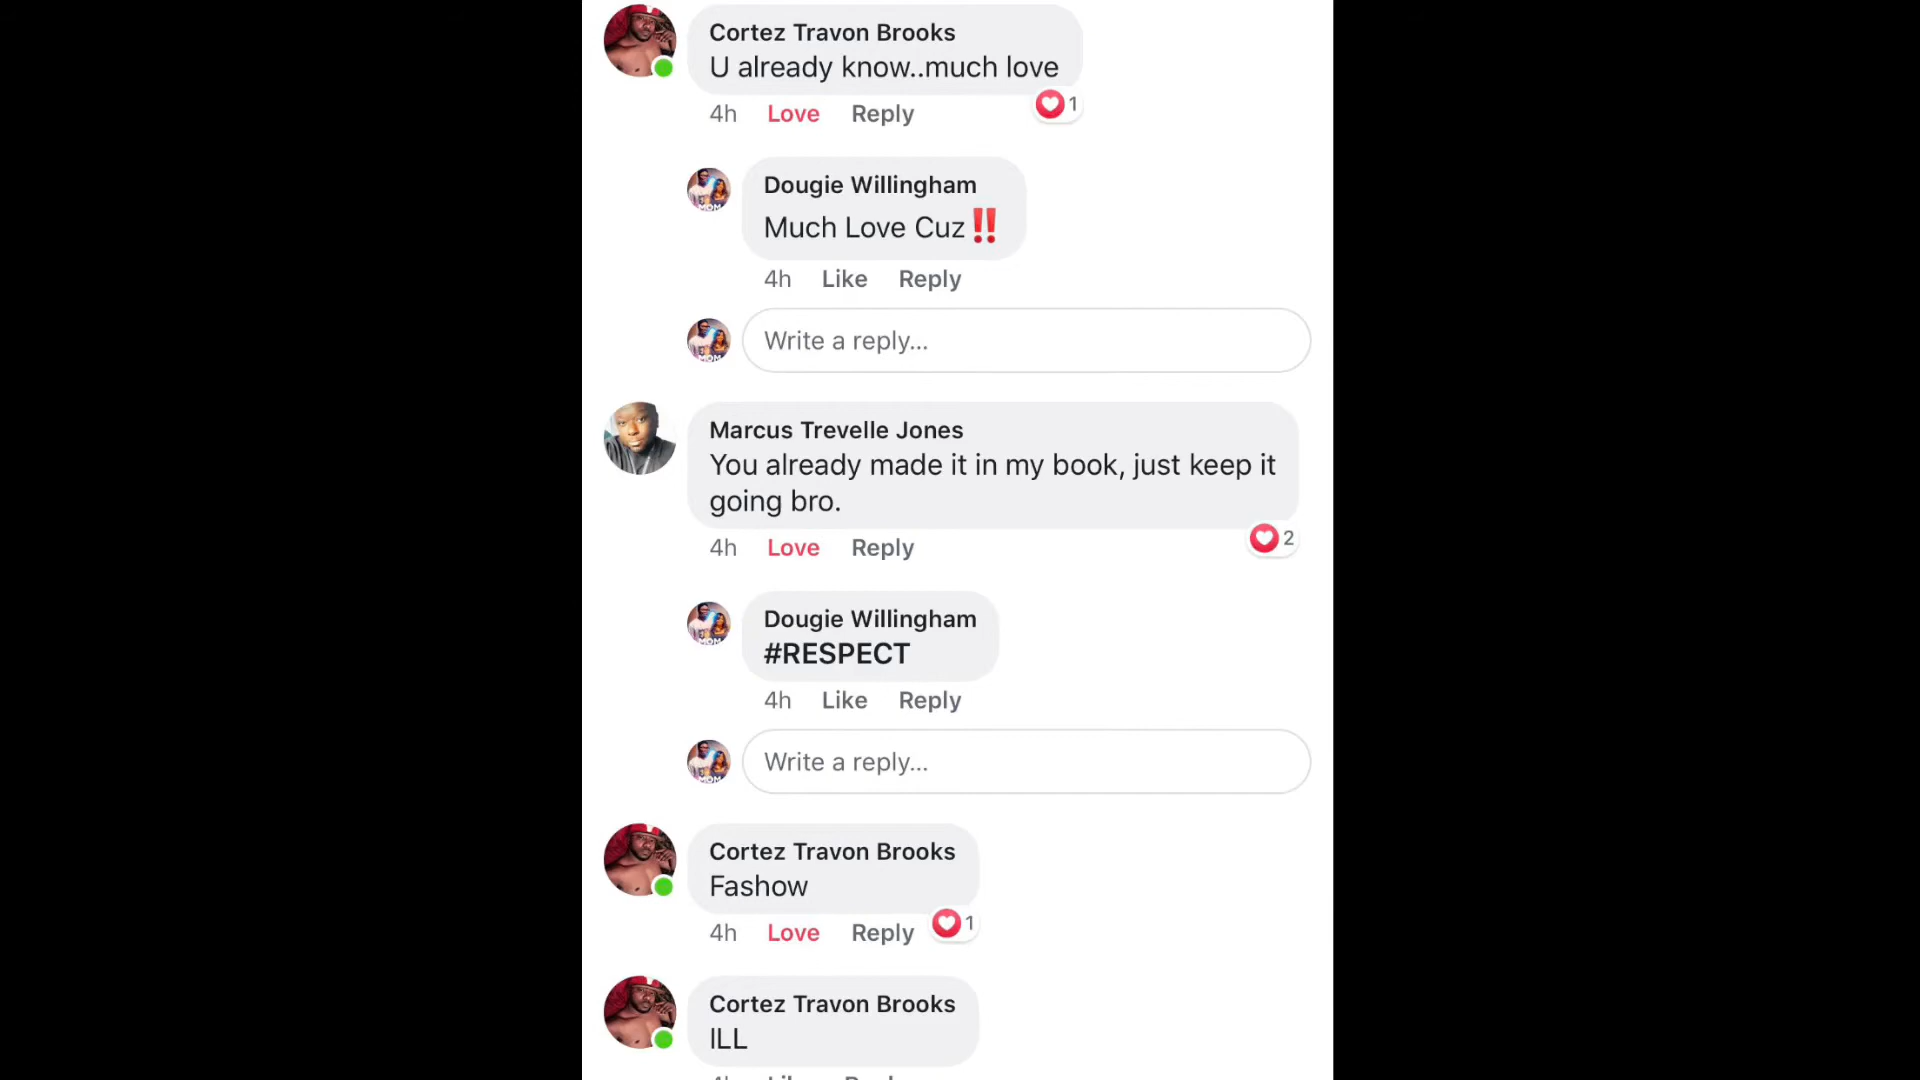 Cortez Travon Brooks
U already know..much love
4h Love Reply 1
Dougie Willingham
Much Love Cuz‼️
4h Like Reply
Write a reply...
Marcus Trevelle Jones
You already made it in my book, just keep it
going bro.
4h Love Reply 2
Dougie Willingham
#RESPECT
4h Like Reply
Write a reply...
Cortez Travon Brooks
Fashow
4h Love Reply 1
Cortez Travon Brooks
ILL